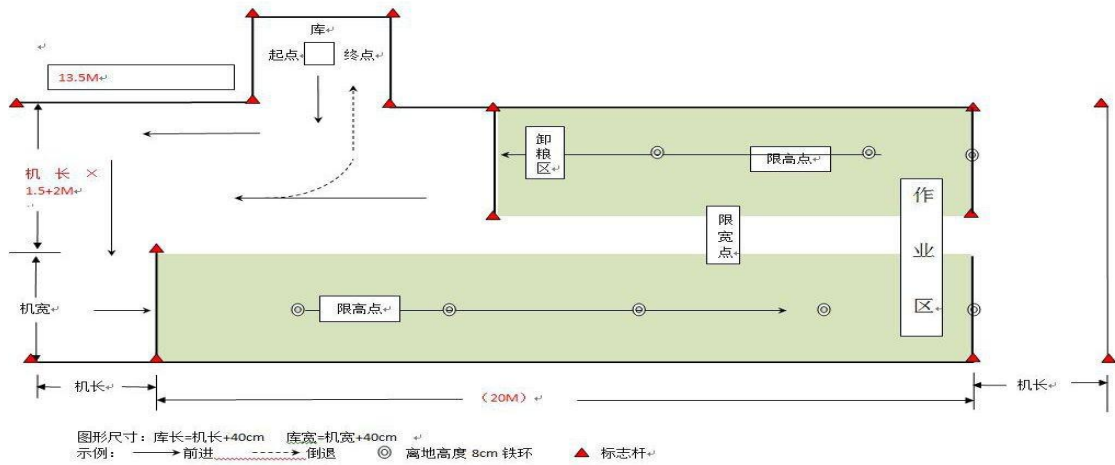 库
起点 终点
13.5M
机长×
1.5+2M
卸粮区
限高点
限宽点
作业区
机宽
限高点
机长
（20M）
机长
图形尺寸：库长=机长+40cm 库宽=机宽+40cm
示例： 前进 倒退 离地高度 8cm 铁环 标志杆